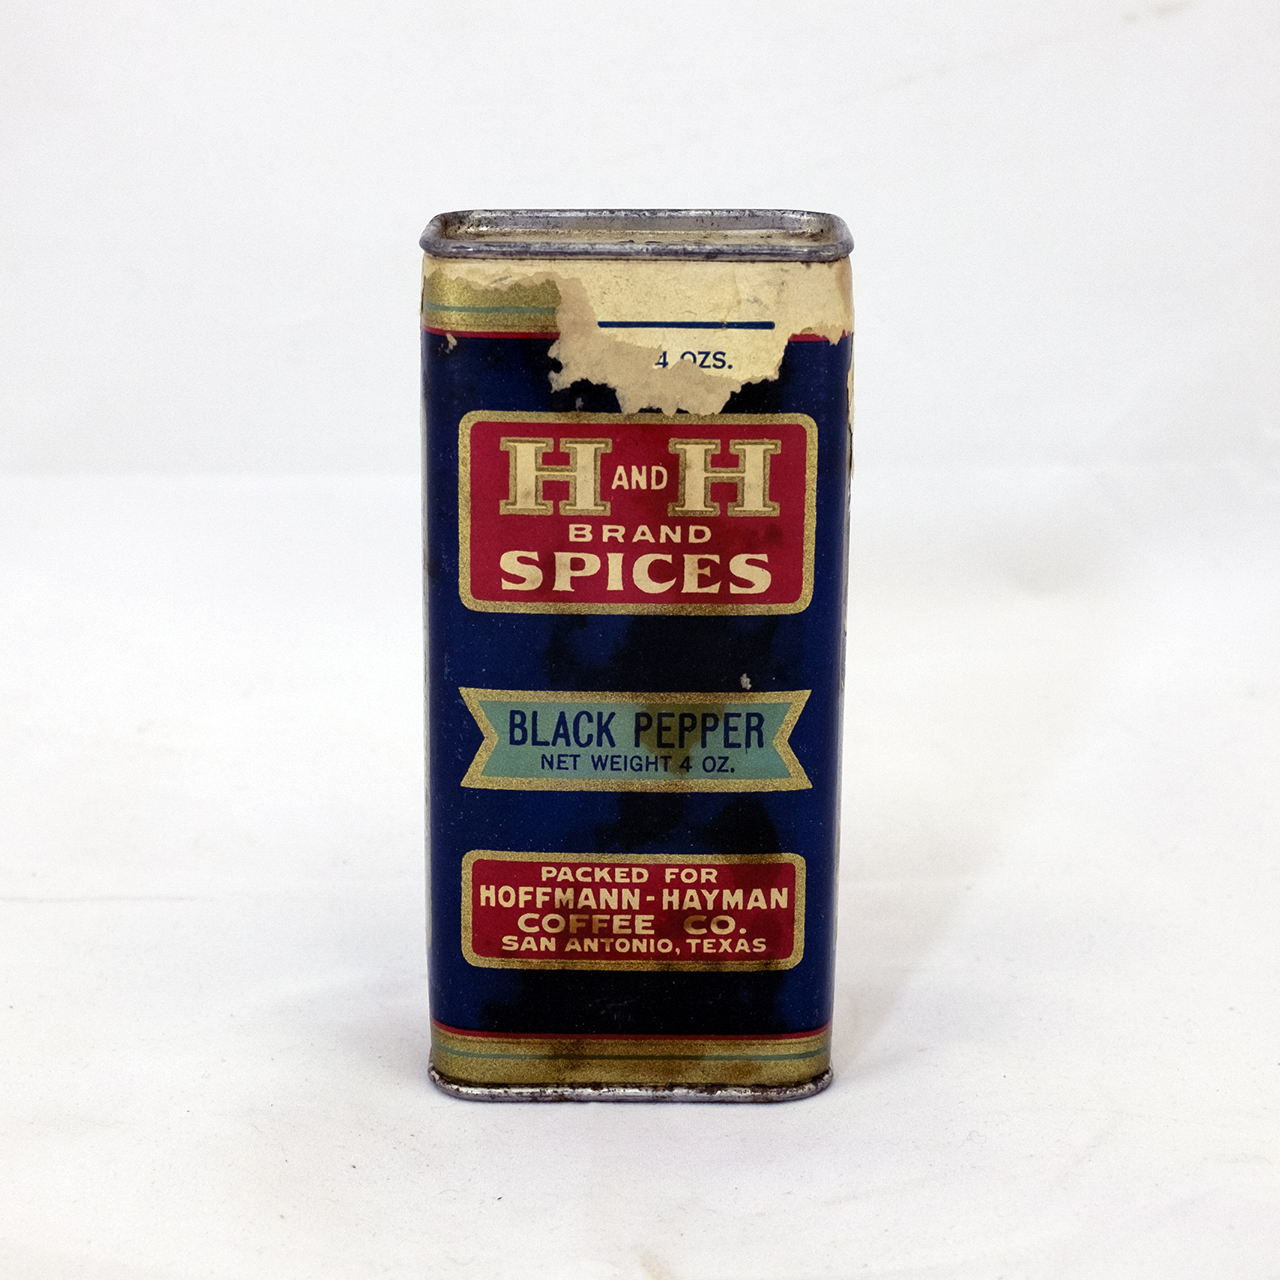 4 OZS.
H AND H
BRAND
SPICES
BLACK PEPPER
NET WEIGHT 4 OZ.
PACKED FOR
HOFFMANN-HAYMAN
COFFEE CO.
SAN ANTONIO, TEXAS